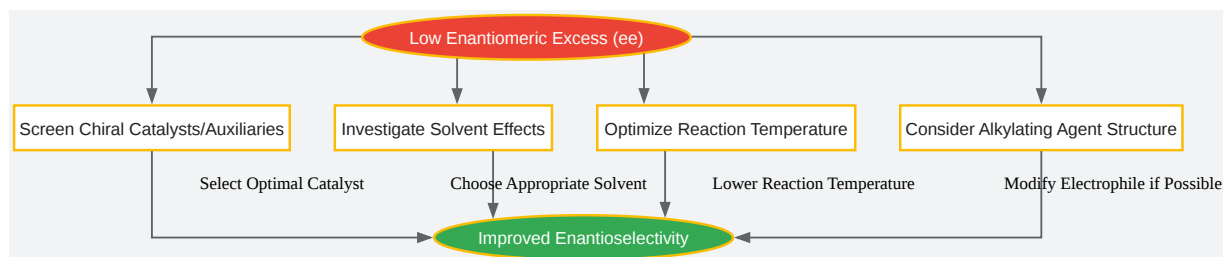 Low Enantiomeric Excess (ee)
Screen Chiral Catalysts/Auxiliaries
Investigate Solvent Effects
Optimize Reaction Temperature
Consider Alkylating Agent Structure
Select Optimal Catalyst
Choose Appropriate Solvent
Lower Reaction Temperature
Modify Electrophile if Possible
Improved Enantioselectivity